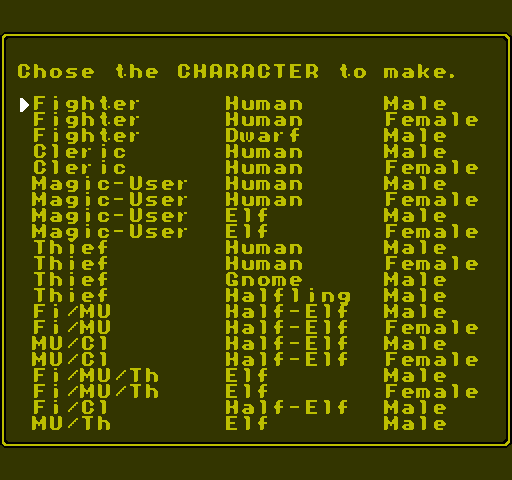 Chose the CHARACTER to make.
Fighter Human Male
Fighter Human Female
Fighter Dwarf Male
Cleric Human Male
Cleric Human Female
Magic-User Human Male
Magic-User Human Female
Magic-User Elf Male
Magic-User Elf Female
Thief Human Male
Thief Human Female
Thief Gnome Male
Thief Halfling Male
Fi/MU Half-Elf Male
Fi/MU Half-Elf Female
MU/Cl Half-Elf Male
MU/Cl Half-Elf Female
Fi/MU/Th Elf Male
Fi/MU/Th Elf Female
Fi/Cl Half-Elf Male
MU/Th Elf Male